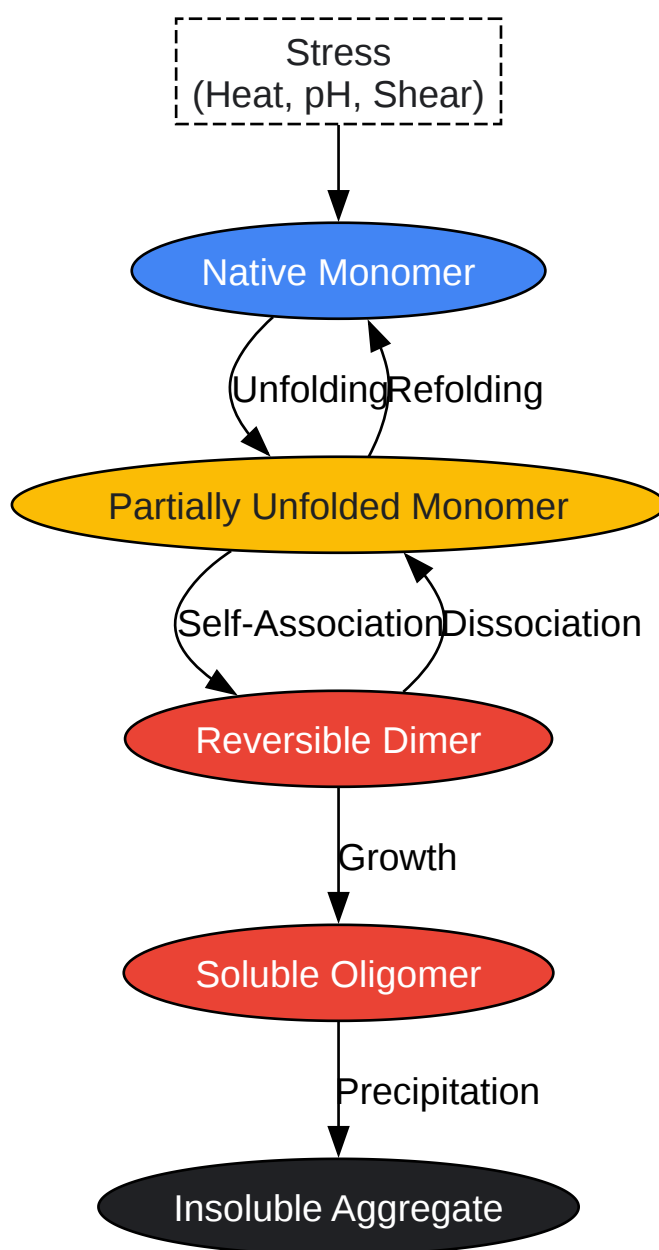 Stress
(Heat, pH, Shear)
Native Monomer
Unfolding
Refolding
Partially Unfolded Monomer
Self-Association
Dissociation
Reversible Dimer
Growth
Soluble Oligomer
Precipitation
Insoluble Aggregate